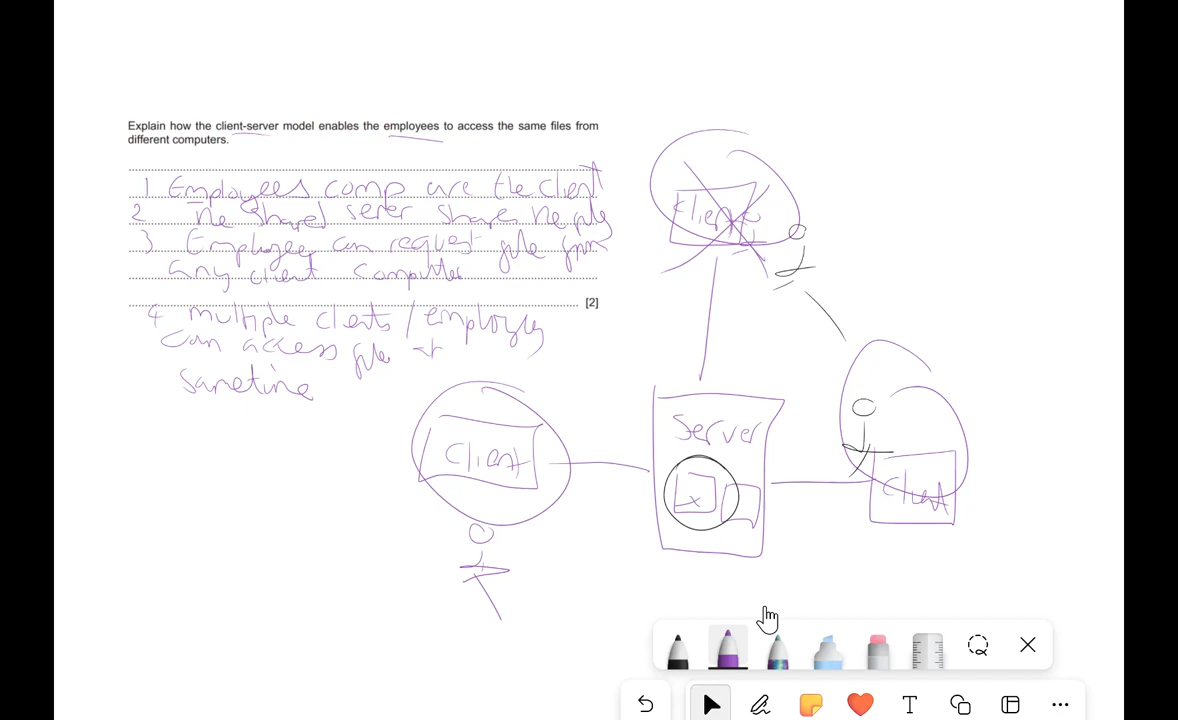 Explain how the client-server model enables the employees to access the same files from
different computers.
1 Employees comp are the client
2 The shared server shares the file
3 Employee can request file from
any client computer
[2]
4 multiple clients / employees
can access file at
sametime
Client
Client
Server
Client
T